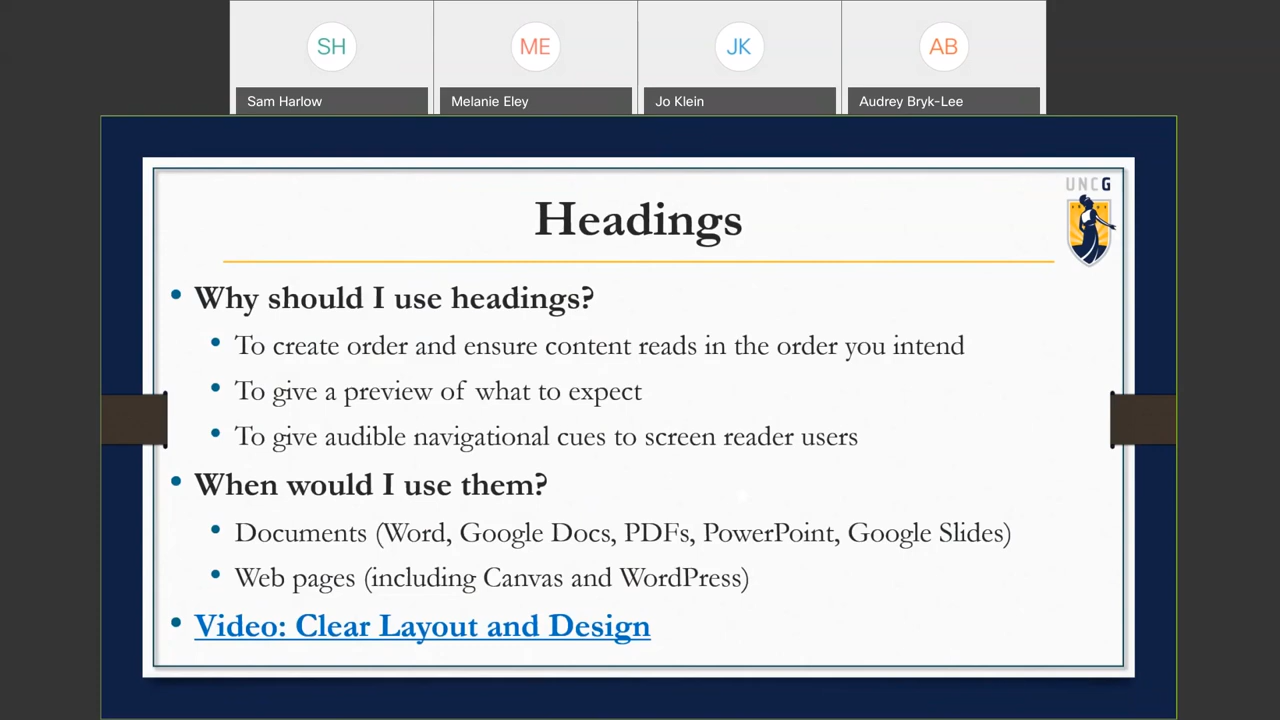 SH
ME
JK
AB
Sam Harlow
Melanie Eley
Jo Klein
Audrey Bryk-Lee
UNCG
Headings
• Why should I use headings?
• To create order and ensure content reads in the order you intend
• To give a preview of what to expect
• To give audible navigational cues to screen reader users
• When would I use them?
• Documents (Word, Google Docs, PDFs, PowerPoint, Google Slides)
• Web pages (including Canvas and WordPress)
• Video: Clear Layout and Design